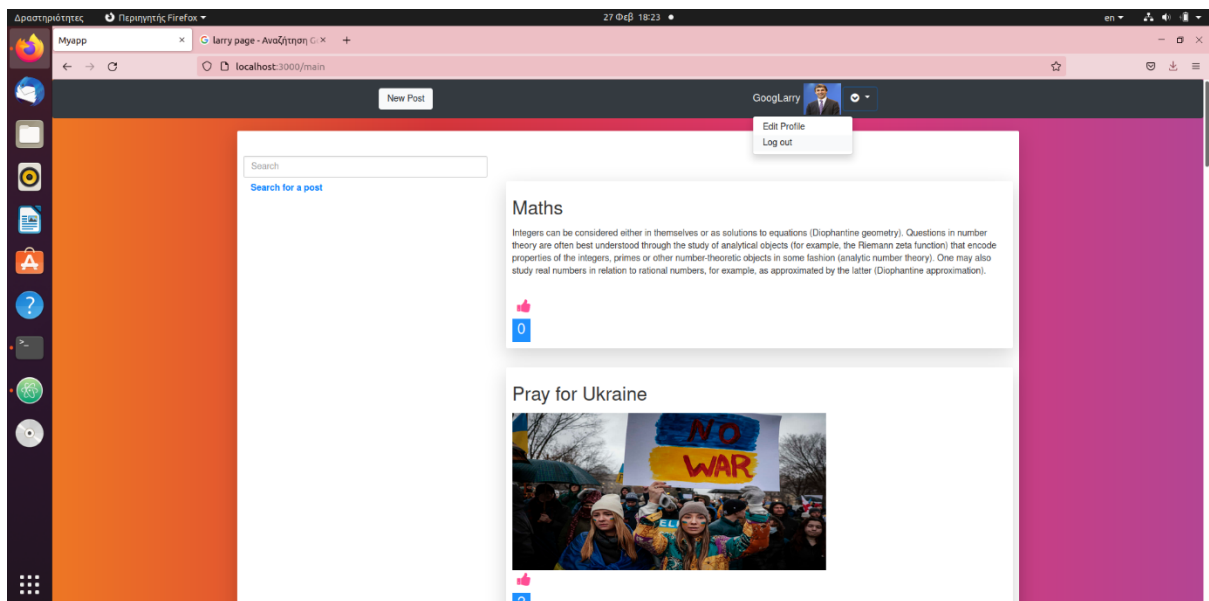 Δραστηριότητες Περιηγητής Firefox 27 Φεβ 18:23 en
Myapp × G larry page - Αναζήτηση G × +
localhost:3000/main
New Post GoogLarry
Edit Profile
Log out
Search
Search for a post
Maths
Integers can be considered either in themselves or as solutions to equations (Diophantine geometry). Questions in number
theory are often best understood through the study of analytical objects (for example, the Riemann zeta function) that encode
properties of the integers, primes or other number-theoretic objects in some fashion (analytic number theory). One may also
study real numbers in relation to rational numbers, for example, as approximated by the latter (Diophantine approximation).
0
Pray for Ukraine
NO
WAR